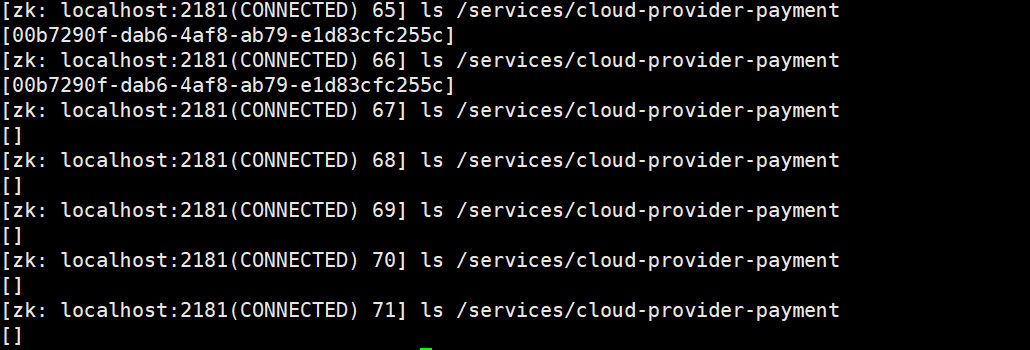 [zk: localhost:2181(CONNECTED) 65] ls /services/cloud-provider-payment
[00b7290f-dab6-4af8-ab79-e1d83cfc255c]
[zk: localhost:2181(CONNECTED) 66] ls /services/cloud-provider-payment
[00b7290f-dab6-4af8-ab79-e1d83cfc255c]
[zk: localhost:2181(CONNECTED) 67] ls /services/cloud-provider-payment
[]
[zk: localhost:2181(CONNECTED) 68] ls /services/cloud-provider-payment
[]
[zk: localhost:2181(CONNECTED) 69] ls /services/cloud-provider-payment
[]
[zk: localhost:2181(CONNECTED) 70] ls /services/cloud-provider-payment
[]
[zk: localhost:2181(CONNECTED) 71] ls /services/cloud-provider-payment
[]